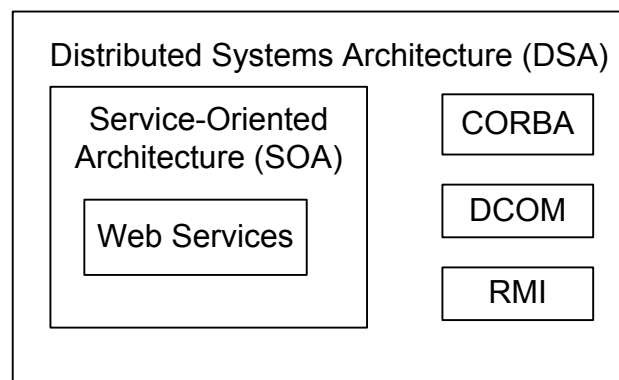 Distributed Systems Architecture (DSA)
Service-Oriented
Architecture (SOA)
Web Services
CORBA
DCOM
RMI